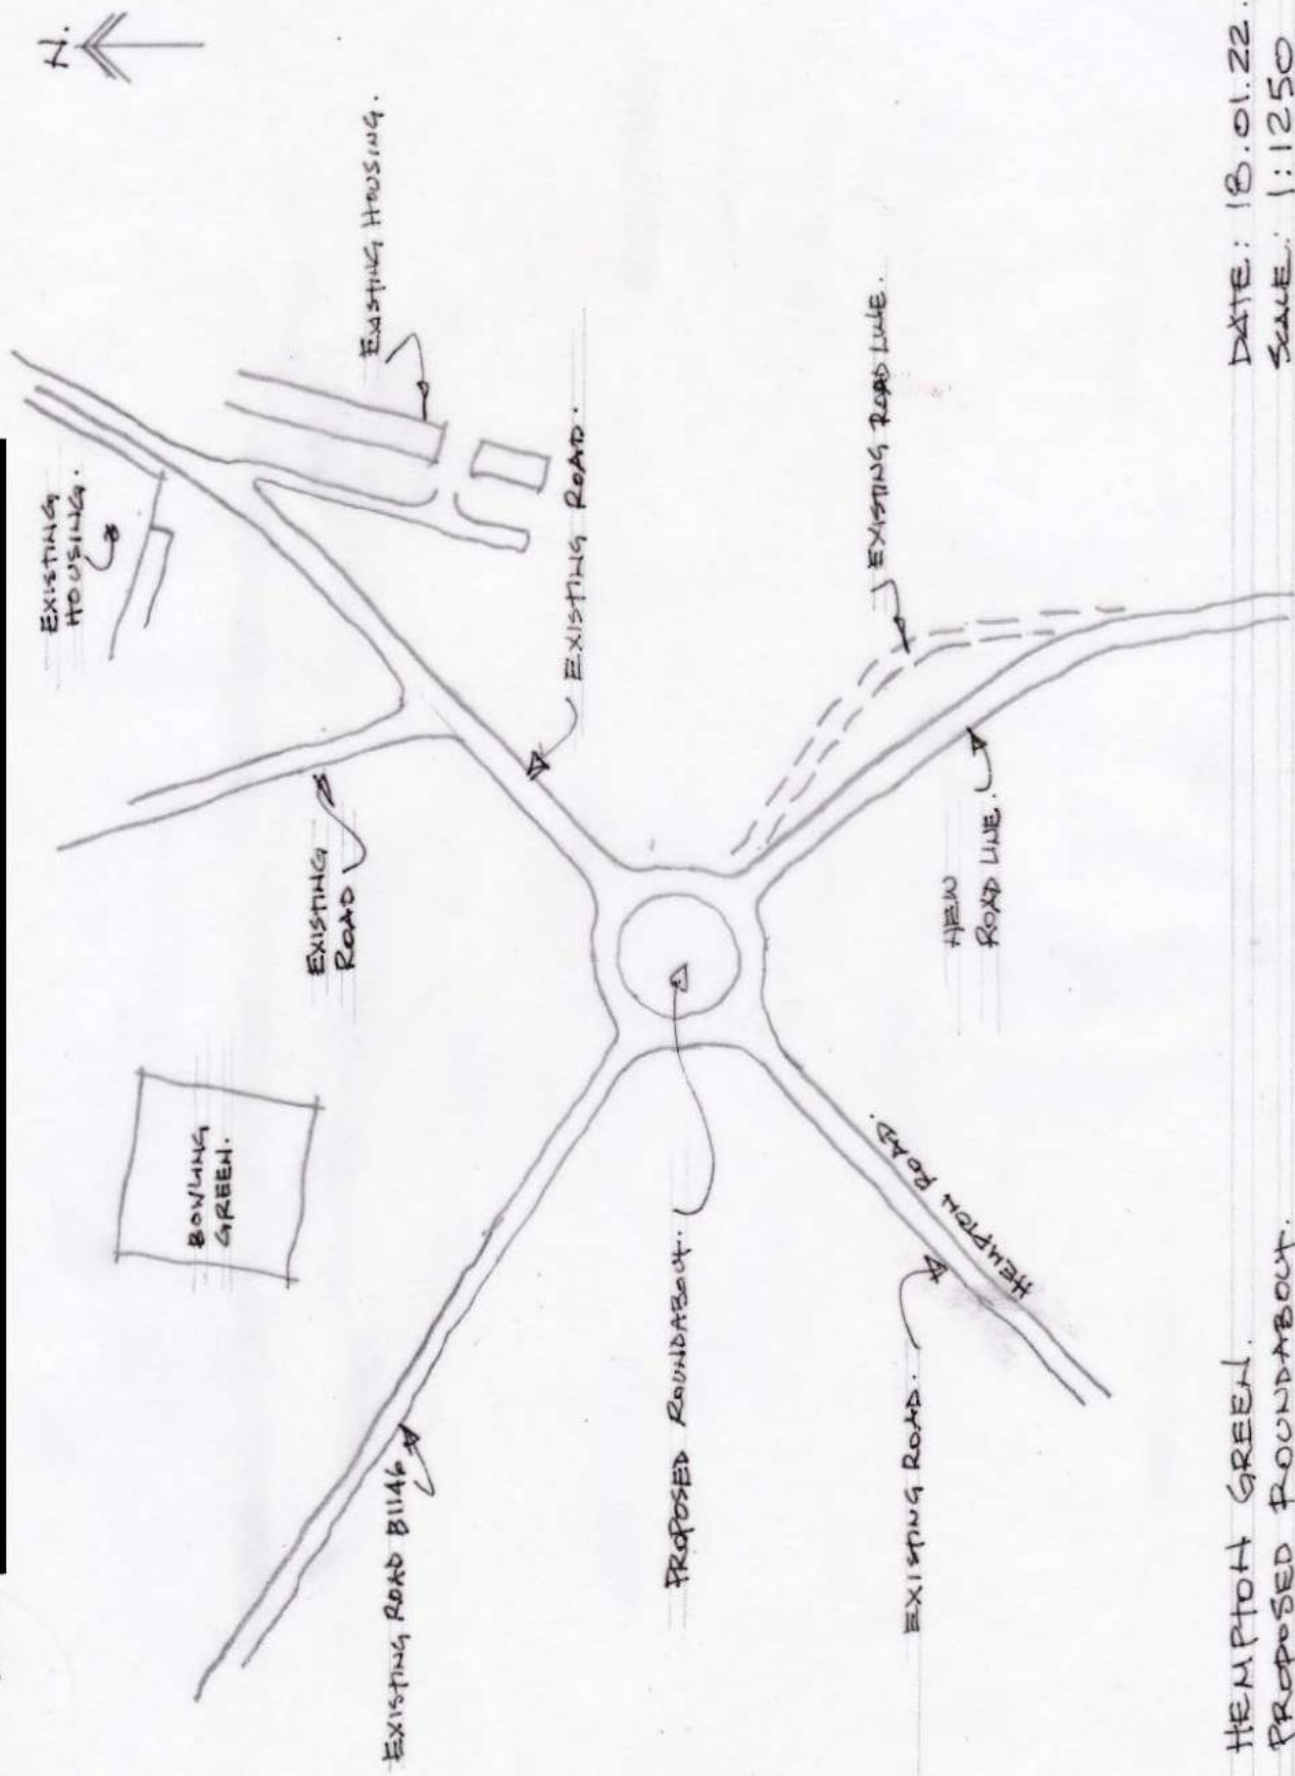 N.
EXISTING
HOUSING.
EXISTING HOUSING.
BOWLING
GREEN.
EXISTING
ROAD
EXISTING ROAD B1146
EXISTING ROAD.
PROPOSED ROUNDABOUT.
EXISTING ROAD LINE.
NEW
ROAD LINE.
HEMPTON ROAD.
EXISTING ROAD.
HEMPTON GREEN.
PROPOSED ROUNDABOUT.
DATE: 18.01.22.
SCALE: 1:1250